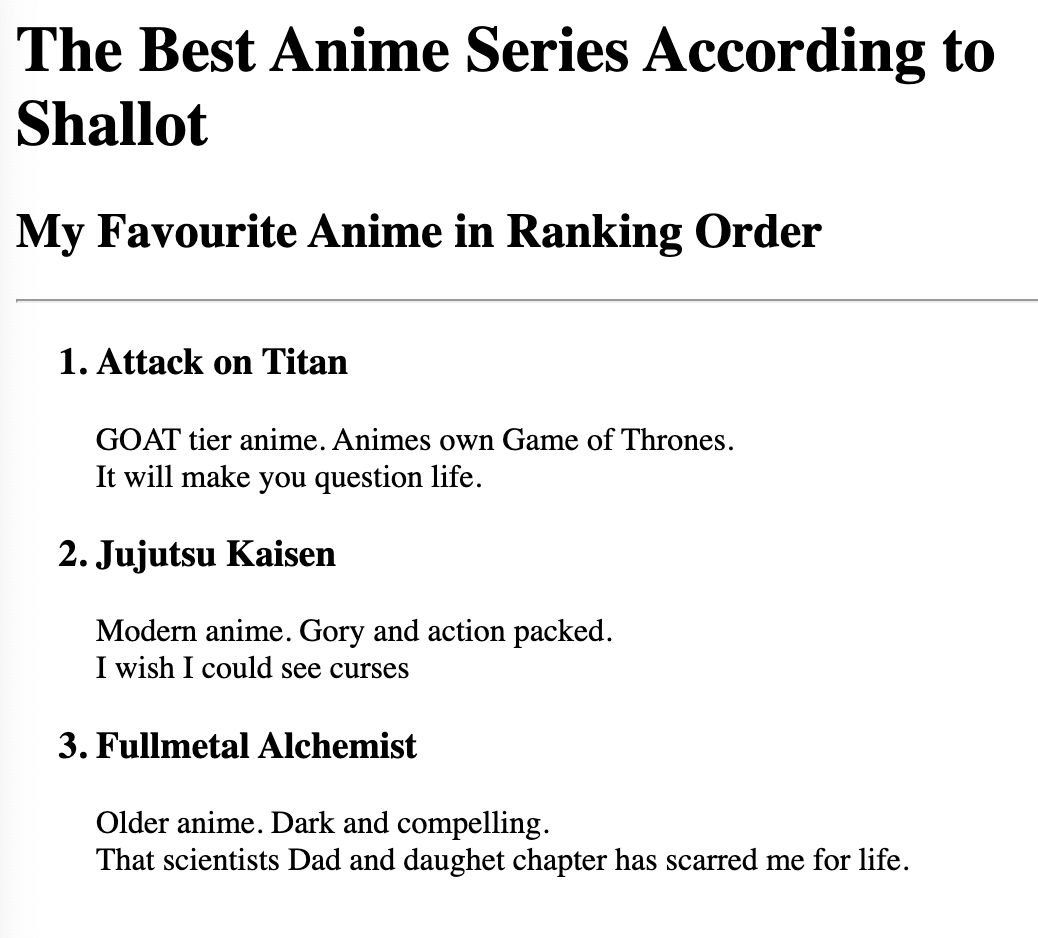 The Best Anime Series According to
Shallot
My Favourite Anime in Ranking Order
1. Attack on Titan
GOAT tier anime. Animes own Game of Thrones.
It will make you question life.
2. Jujutsu Kaisen
Modern anime. Gory and action packed.
I wish I could see curses
3. Fullmetal Alchemist
Older anime. Dark and compelling.
That scientists Dad and daughet chapter has scarred me for life.